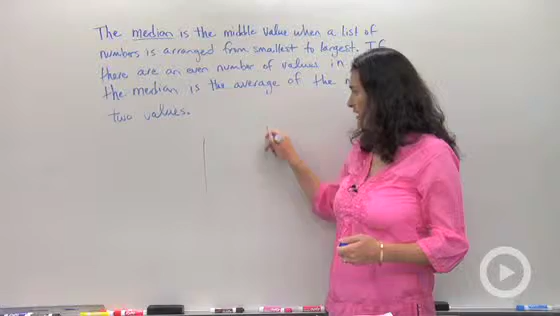 The median is the middle value when a list of
numbers is arranged from smallest to largest. If
there are an even number of values in
the median is the average of the
two values.